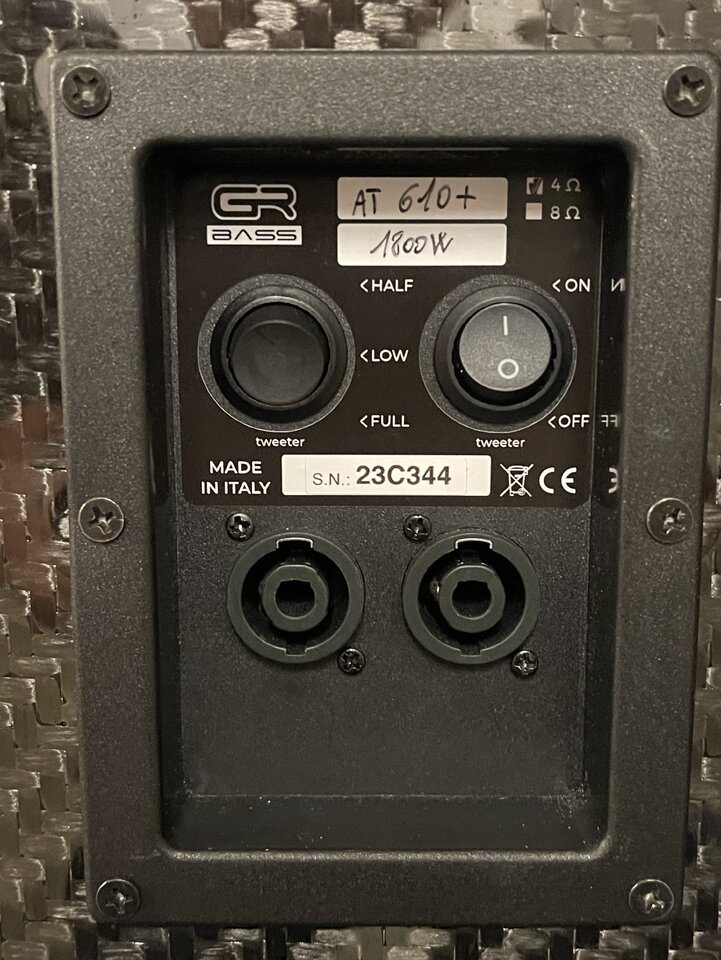 GR
BASS
AT 610+
1800W
4Ω
8Ω
<HALF
<LOW
<FULL
tweeter
<ON
I
O
<OFF
tweeter
MADE
IN ITALY
S.N.: 23C344
CE